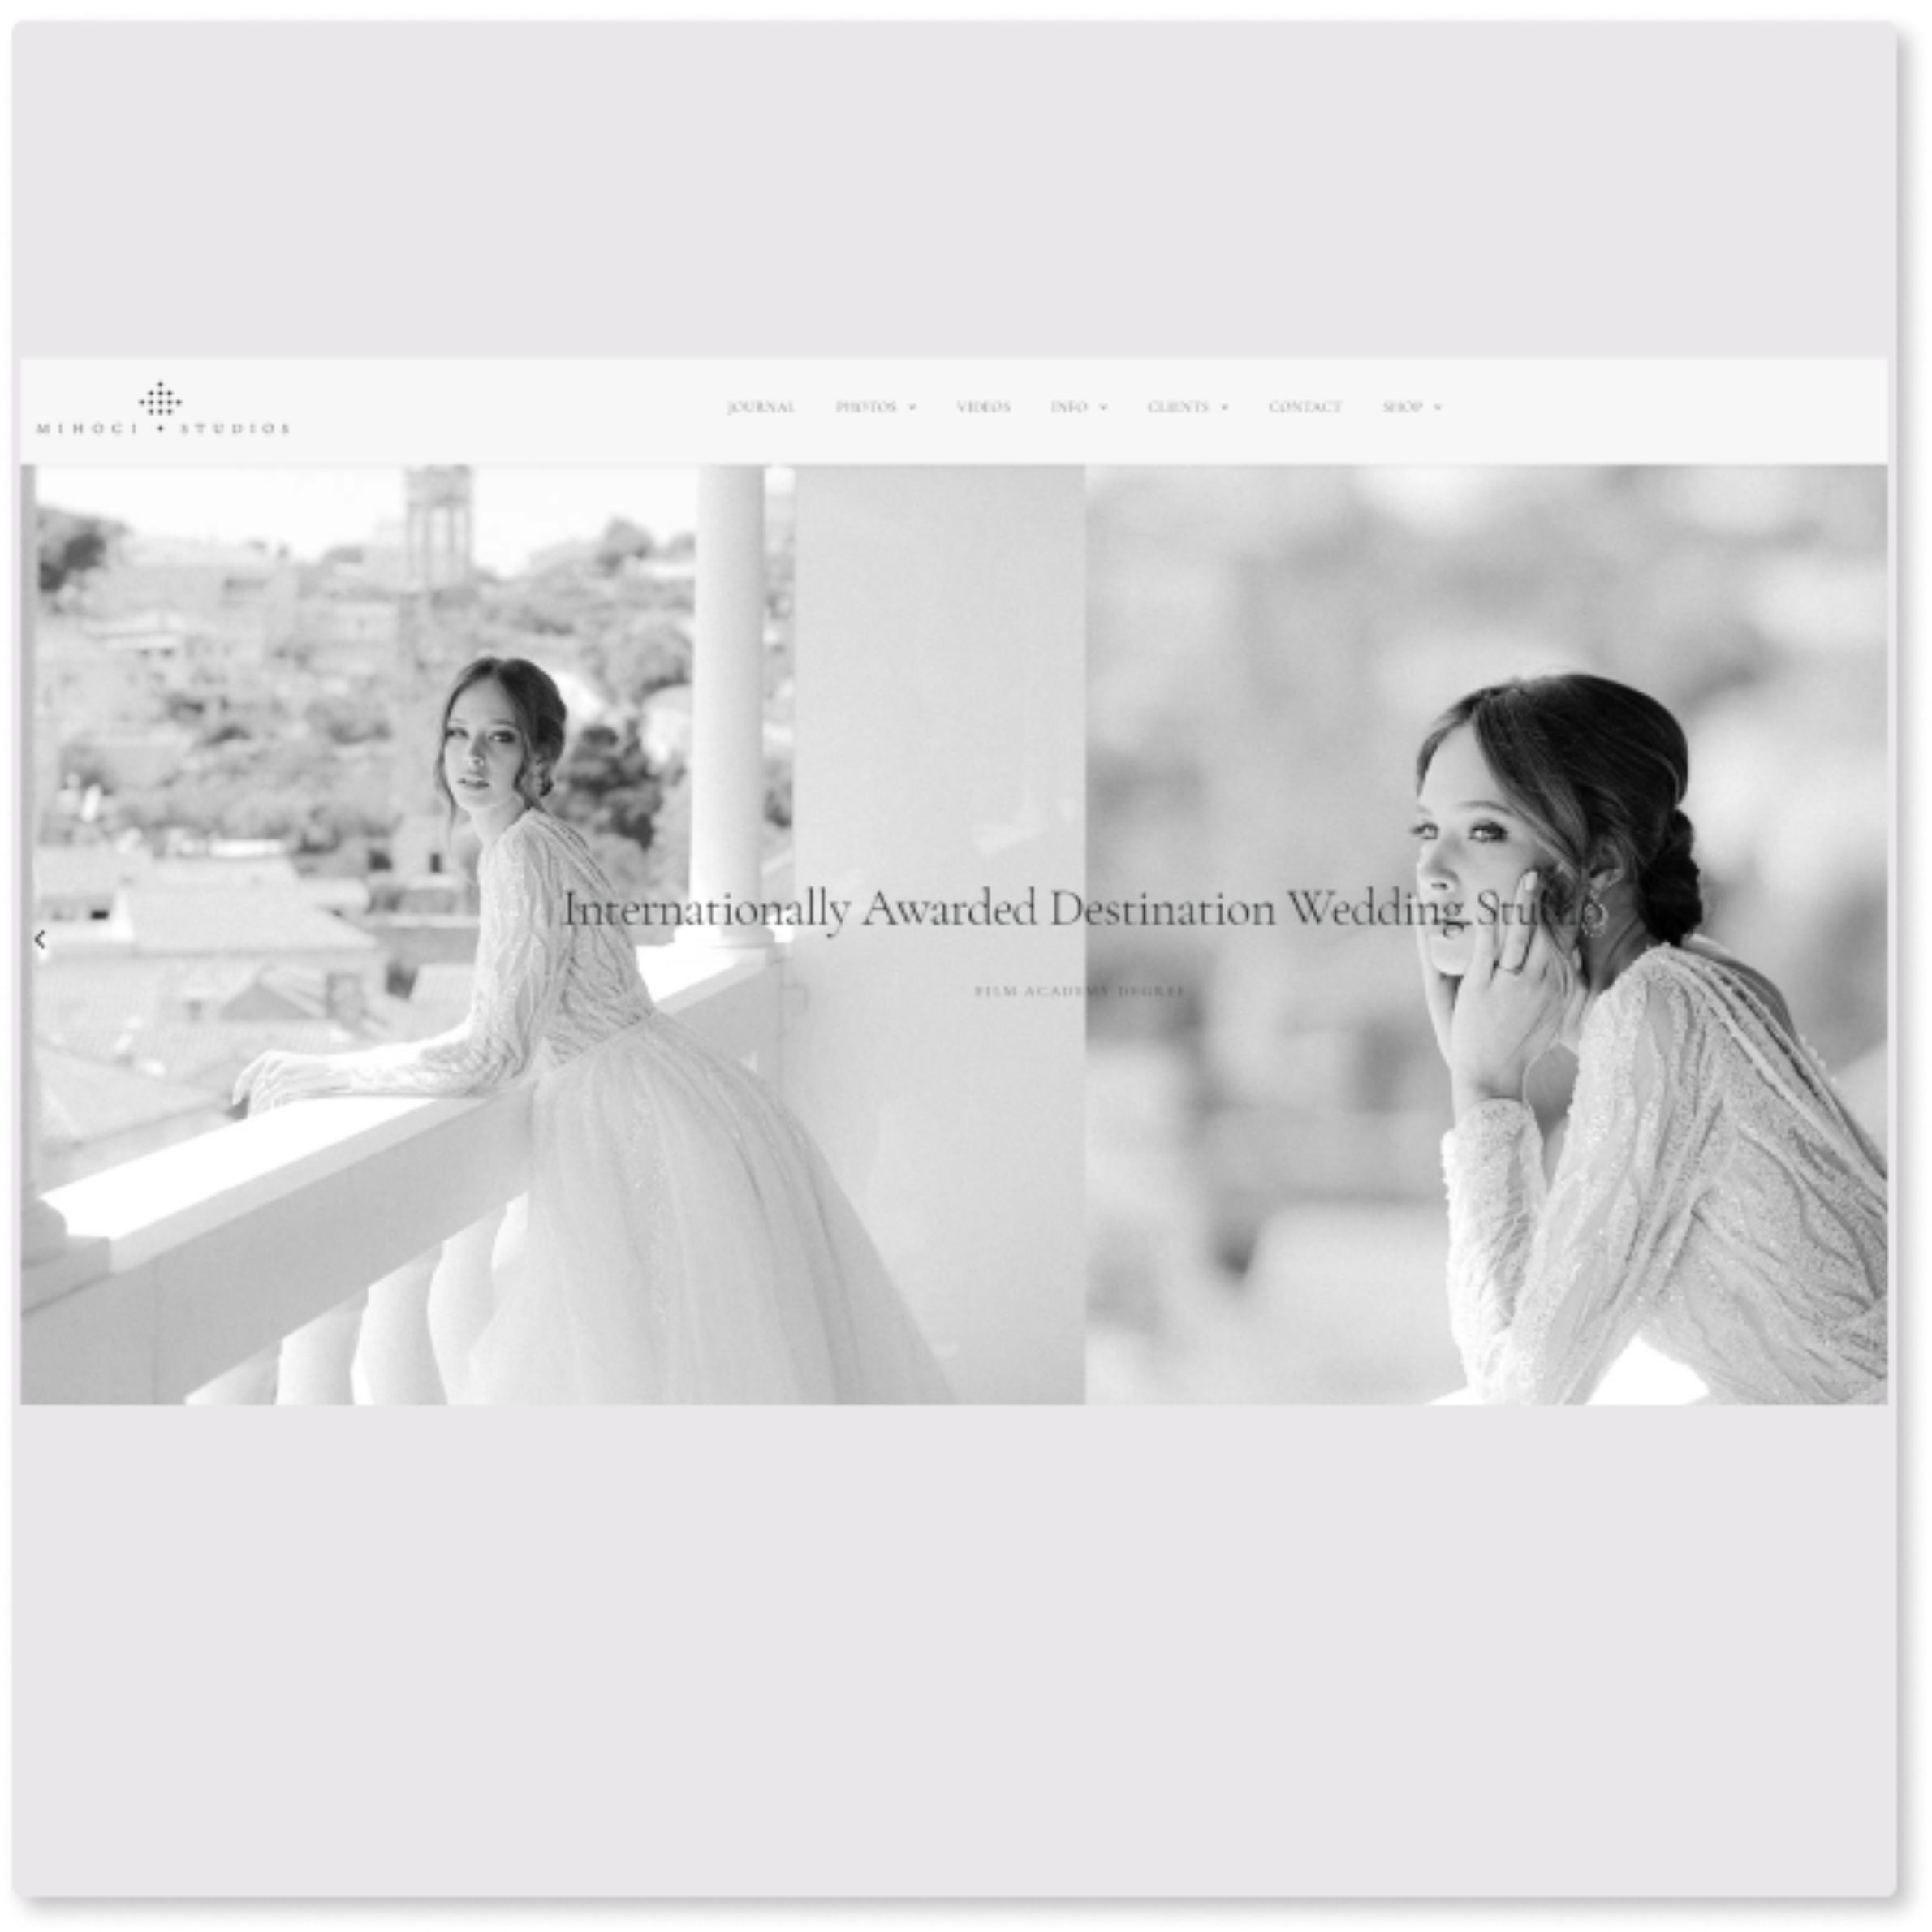 MIHOCI STUDIOS
JOURNAL PHOTOS VIDEOS INFO CLIENTS CONTACT SHOP
Internationally Awarded Destination Wedding Studio
FILM ACADEMY DEGREE